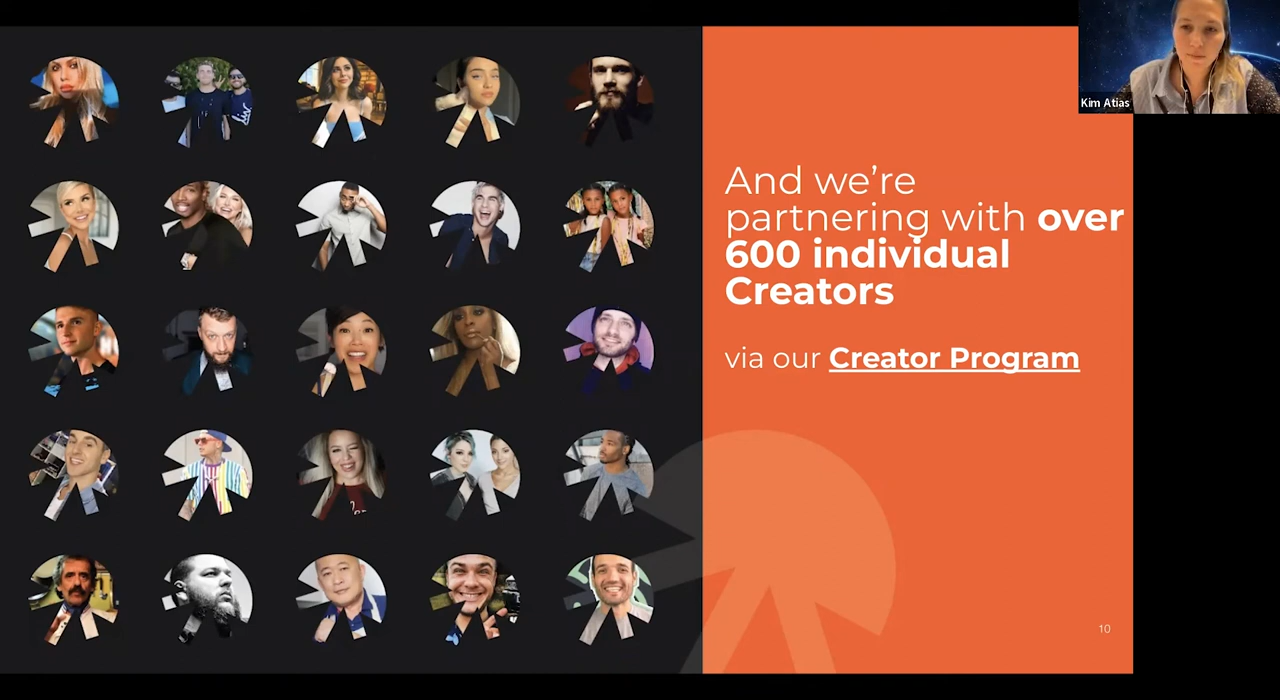 Kim Atias
And we're
partnering with over
600 individual
Creators
via our Creator Program
10